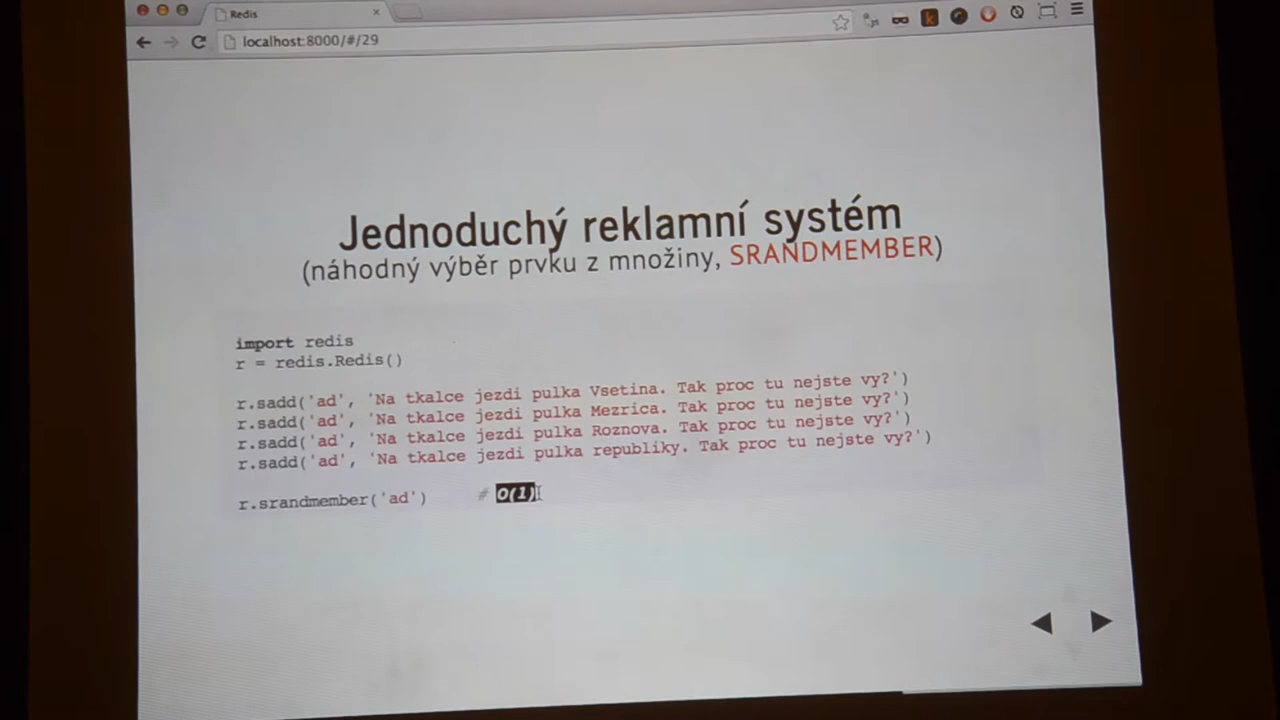 Redis
localhost:8000/#/29
Jednoduchý reklamní systém
(náhodný výběr prvku z množiny, SRANDMEMBER)
import redis
r = redis.Redis()
r.sadd('ad', 'Na tkalce jezdi pulka Vsetina. Tak proc tu nejste vy?')
r.sadd('ad', 'Na tkalce jezdi pulka Mezrica. Tak proc tu nejste vy?')
r.sadd('ad', 'Na tkalce jezdi pulka Roznova. Tak proc tu nejste vy?')
r.sadd('ad', 'Na tkalce jezdi pulka republiky. Tak proc tu nejste vy?')
r.srandmember('ad') # O(1)